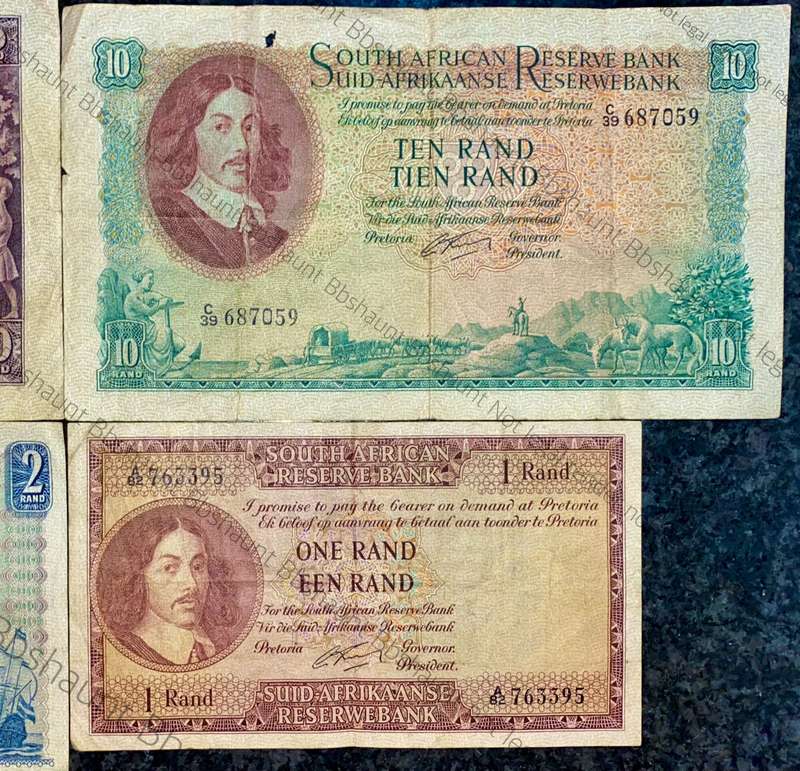 10
SOUTH AFRICAN RESERVE BANK
10
SUID-AFRIKAANSE RESERWEBANK
I promise to pay the bearer on demand at Pretoria
Ek beloof op aanvraag te betaal aan toonder te Pretoria
C/39 687059
TEN RAND
TIEN RAND
For the South African Reserve Bank
Vir die Suid-Afrikaanse Reserwebank
Pretoria
Governor.
President.
C/39 687059
10
RAND
10
RAND
2
RAND
SOUTH AFRICAN
RESERVE BANK
763395
1 Rand
I promise to pay the bearer on demand at Pretoria
Ek beloof op aanvraag te betaal aan toonder te Pretoria
ONE RAND
EEN RAND
For the South African Reserve Bank
Vir die Suid-Afrikaanse Reserwebank
Pretoria
Governor.
President.
1 Rand
SUID-AFRIKAANSE
RESERWEBANK
A/82 763395
Bbshaunt Not legal